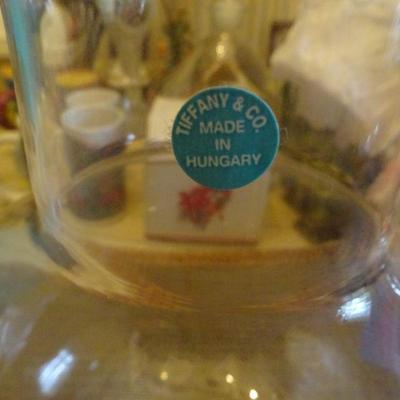 TIFFANY & CO.
MADE
IN
HUNGARY